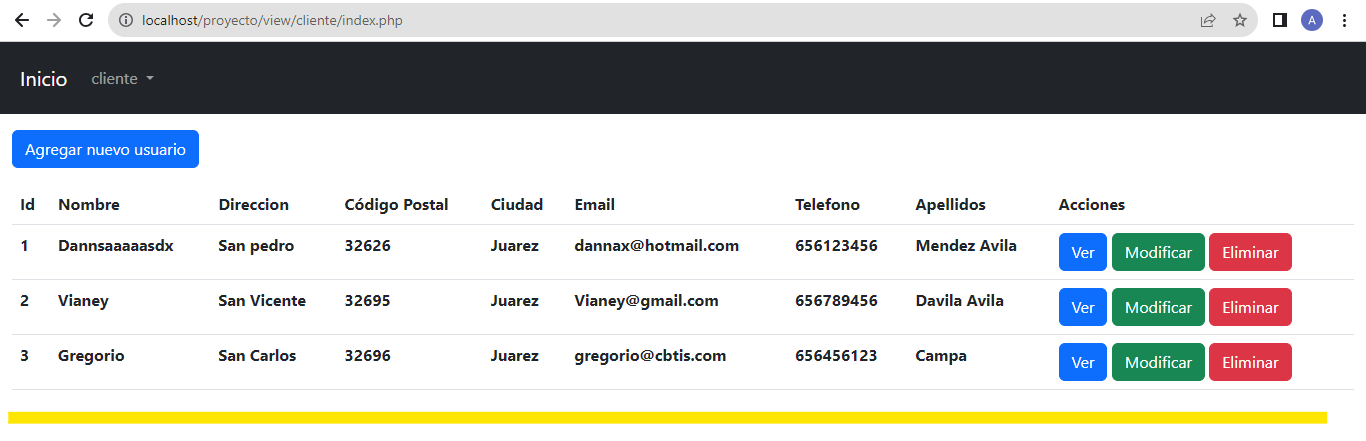 localhost/proyecto/view/cliente/index.php
A
Inicio cliente
Agregar nuevo usuario
Id Nombre Direccion Código Postal Ciudad Email Telefono Apellidos Acciones
1 Dannsaaaaasdx San pedro 32626 Juarez dannax@hotmail.com 656123456 Mendez Avila Ver Modificar Eliminar
2 Vianey San Vicente 32695 Juarez Vianey@gmail.com 656789456 Davila Avila Ver Modificar Eliminar
3 Gregorio San Carlos 32696 Juarez gregorio@cbtis.com 656456123 Campa Ver Modificar Eliminar